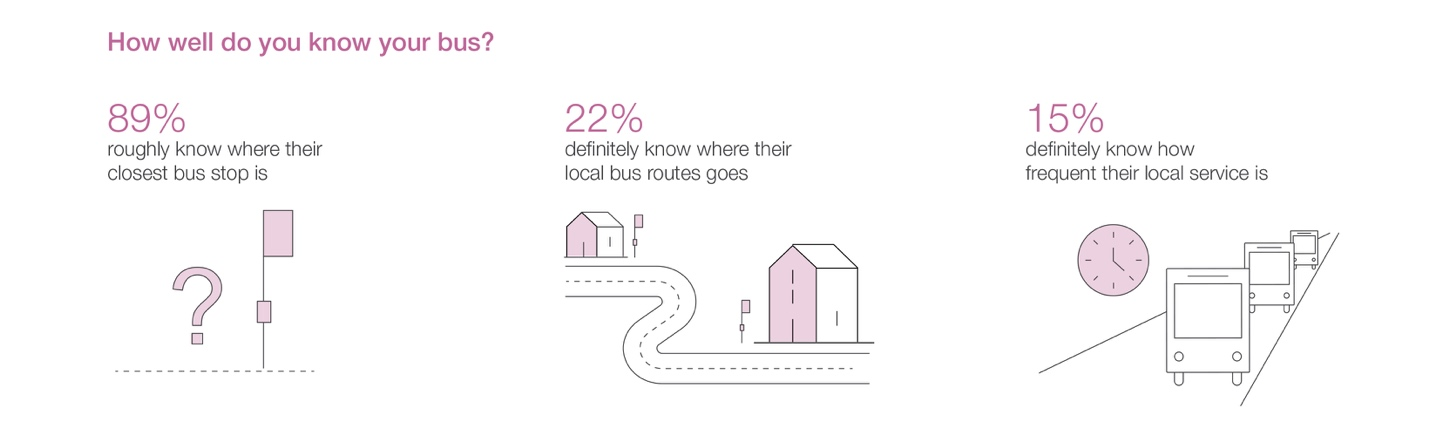 How well do you know your bus?
89%
roughly know where their
closest bus stop is
22%
definitely know where their
local bus routes goes
15%
definitely know how
frequent their local service is
?